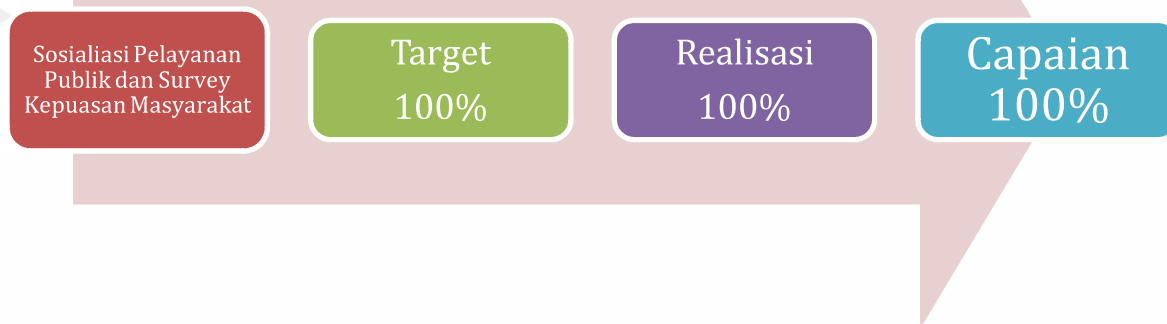 Sosialiasi Pelayanan
Publik dan Survey
Kepuasan Masyarakat
Target
100%
Realisasi
100%
Capaian
100%